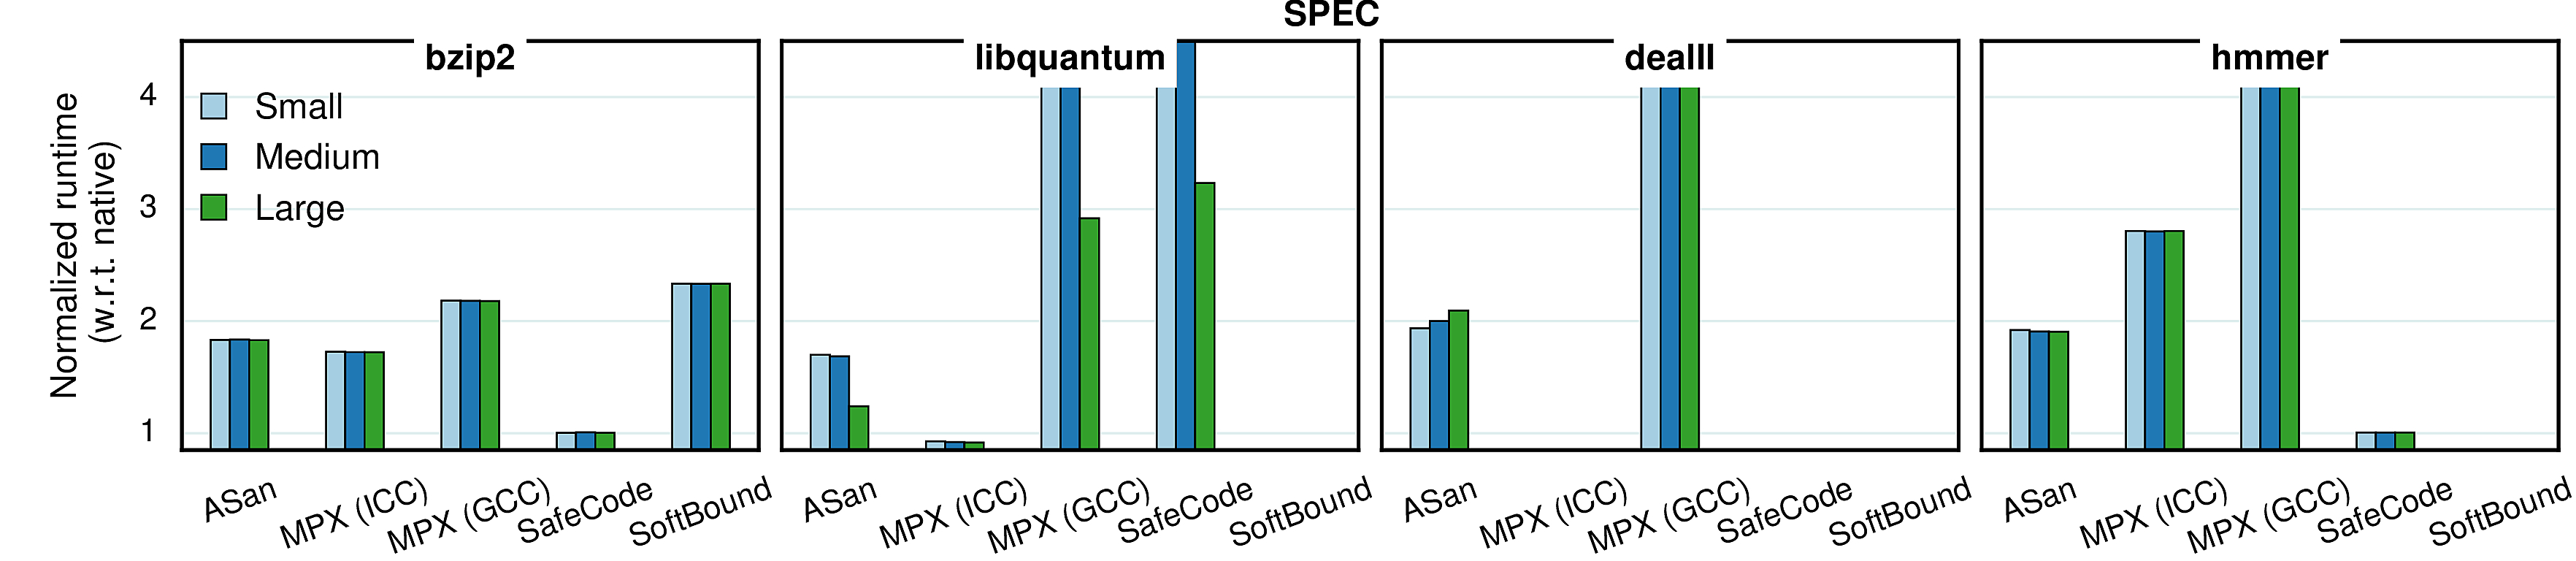 SPEC
bzip2
libquantum
dealII
hmmer
Normalized runtime
(w.r.t. native)
4
3
2
1
Small
Medium
Large
ASan
MPX (ICC)
MPX (GCC)
SafeCode
SoftBound
ASan
MPX (ICC)
MPX (GCC)
SafeCode
SoftBound
ASan
MPX (ICC)
MPX (GCC)
SafeCode
SoftBound
ASan
MPX (ICC)
MPX (GCC)
SafeCode
SoftBound